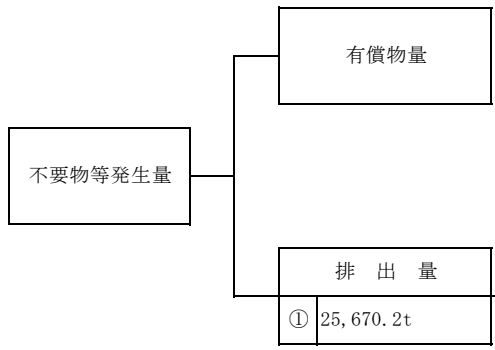 有償物量
不要物等発生量
排 出 量
① 25,670.2t